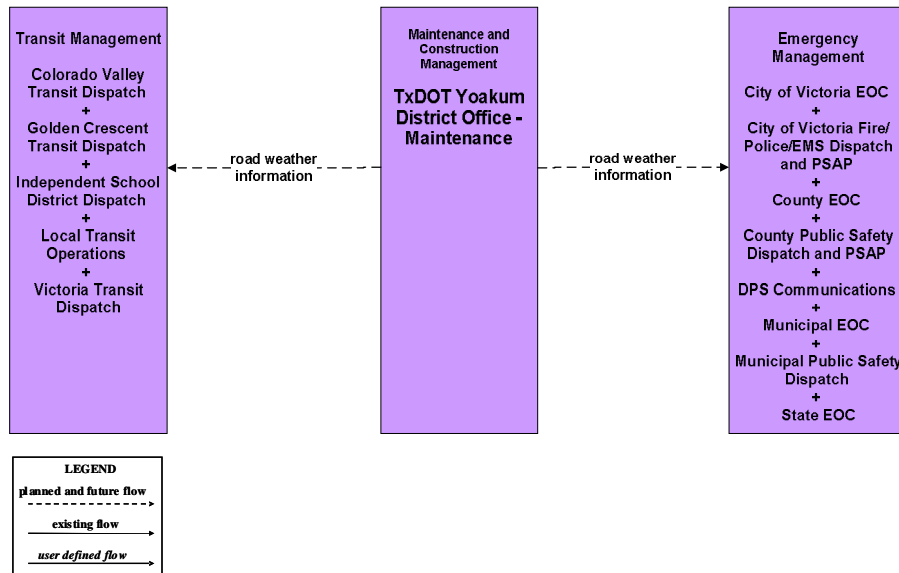 Transit Management
Colorado Valley
Transit Dispatch
+
Golden Crescent
Transit Dispatch
+
Independent School
District Dispatch
+
Local Transit
Operations
+
Victoria Transit
Dispatch
road weather
information
Maintenance and
Construction
Management
TxDOT Yoakum
District Office -
Maintenance
road weather
information
Emergency
Management
City of Victoria EOC
+
City of Victoria Fire/
Police/EMS Dispatch
and PSAP
+
County EOC
+
County Public Safety
Dispatch and PSAP
+
DPS Communications
+
Municipal EOC
+
Municipal Public Safety
Dispatch
+
State EOC
LEGEND
planned and future flow
existing flow
user defined flow